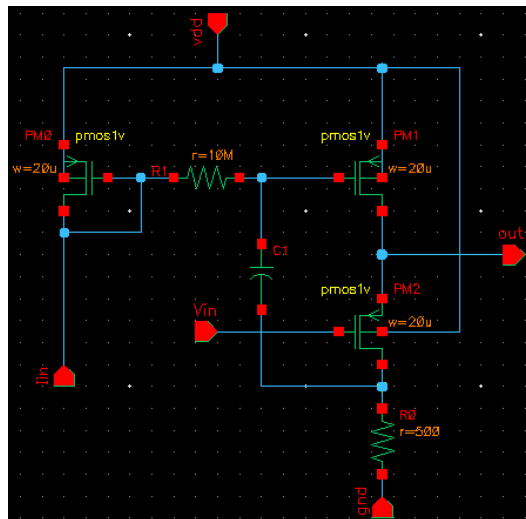 vdd
PM0
pmos1v
w=20u
R1
r=10M
pmos1v
PM1
w=20u
out
C1
pmos1v
PM2
Vin
w=20u
Iin
R0
r=500
gnd